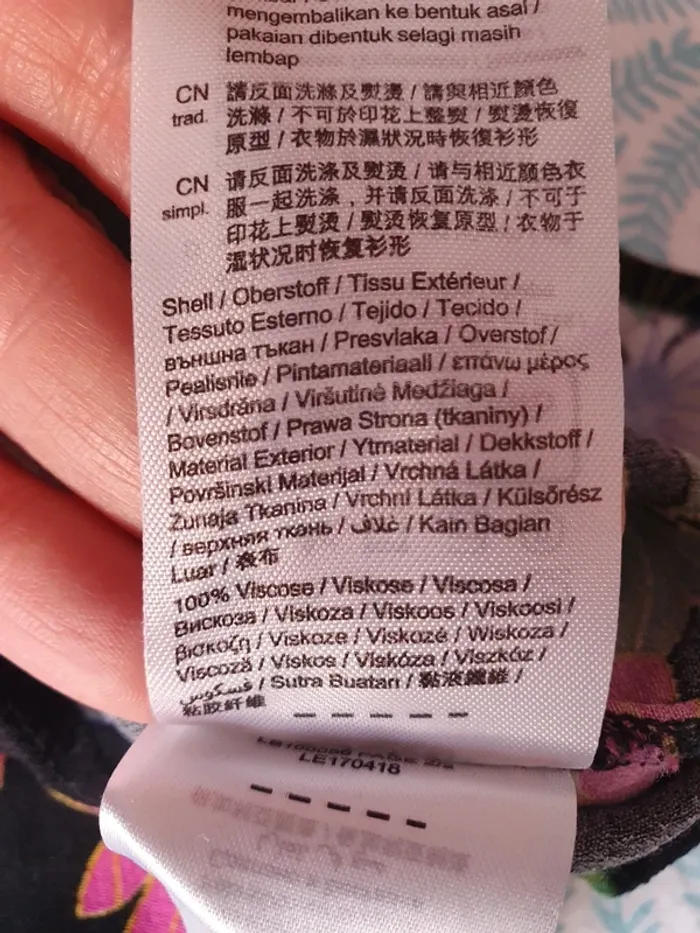 mengembalikan ke bentuk asal /
pakaian dibentuk selagi masih
lembap
CN trad. 請反面洗滌及熨燙 / 請與相近顏色
洗滌 / 不可於印花上整熨 / 熨燙恢復
原型 / 衣物於濕狀況時恢復衫形
CN simpl. 请反面洗涤及熨烫 / 请与相近颜色衣
服一起洗涤，并请反面洗涤 / 不可于
印花上熨烫 / 熨烫恢复原型 / 衣物于
湿状况时恢复衫形
Shell / Oberstoff / Tissu Extérieur /
Tessuto Esterno / Tejido / Tecido /
външна тъкан / Presvlaka / Overstof /
Pealisriie / Pintamateriaali / επάνω μέρος
/ Virsdrāna / Viršutinė Medžiaga /
Bovenstof / Prawa Strona (tkaniny) /
Material Exterior / Ytmaterial / Dekkstoff /
Površinski Materijal / Vrchná Látka /
Zunaja Tkanina / Vrchní Látka / Külsőrész
/ верхняя ткань / غلاف / Kain Bagian
Luar / 表布
100% Viscose / Viskose / Viscosa /
Вискоза / Viskoza / Viskoos / Viskoosi /
βισκοζη / Viskoze / Viskozė / Wiskoza /
Viscoză / Viskos / Viskóza / Viszkóz /
فسكوس / Sutra Buatan / 黏液纖維 /
粘胶纤维
LE170418